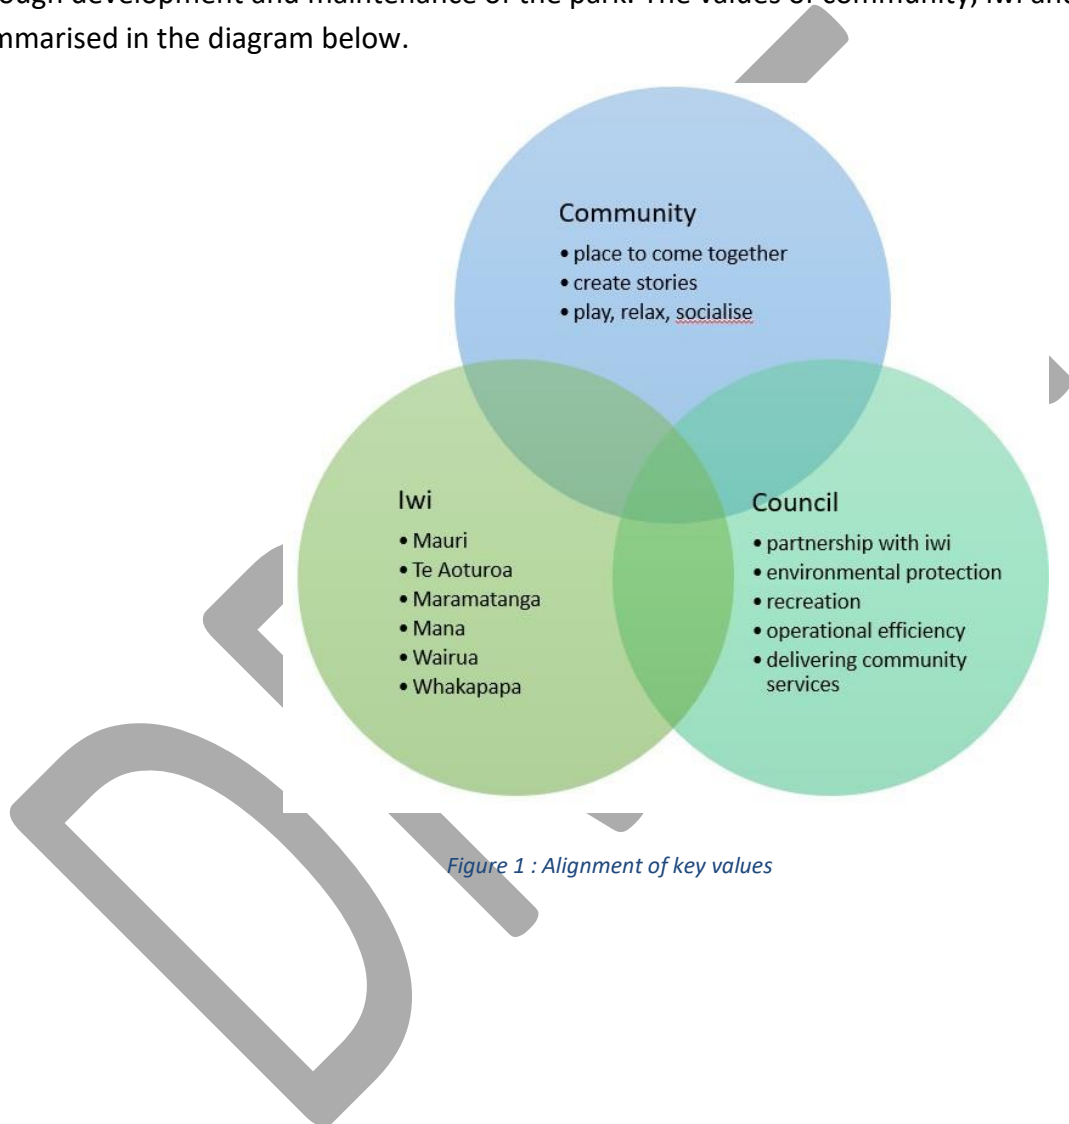 ough development and maintenance of the park. The values of community, iwi and
mmarised in the diagram below.
Community
• place to come together
• create stories
• play, relax, socialise
Iwi
• Mauri
• Te Aoturoa
• Maramatanga
• Mana
• Wairua
• Whakapapa
Council
• partnership with iwi
• environmental protection
• recreation
• operational efficiency
• delivering community
services
Figure 1 : Alignment of key values